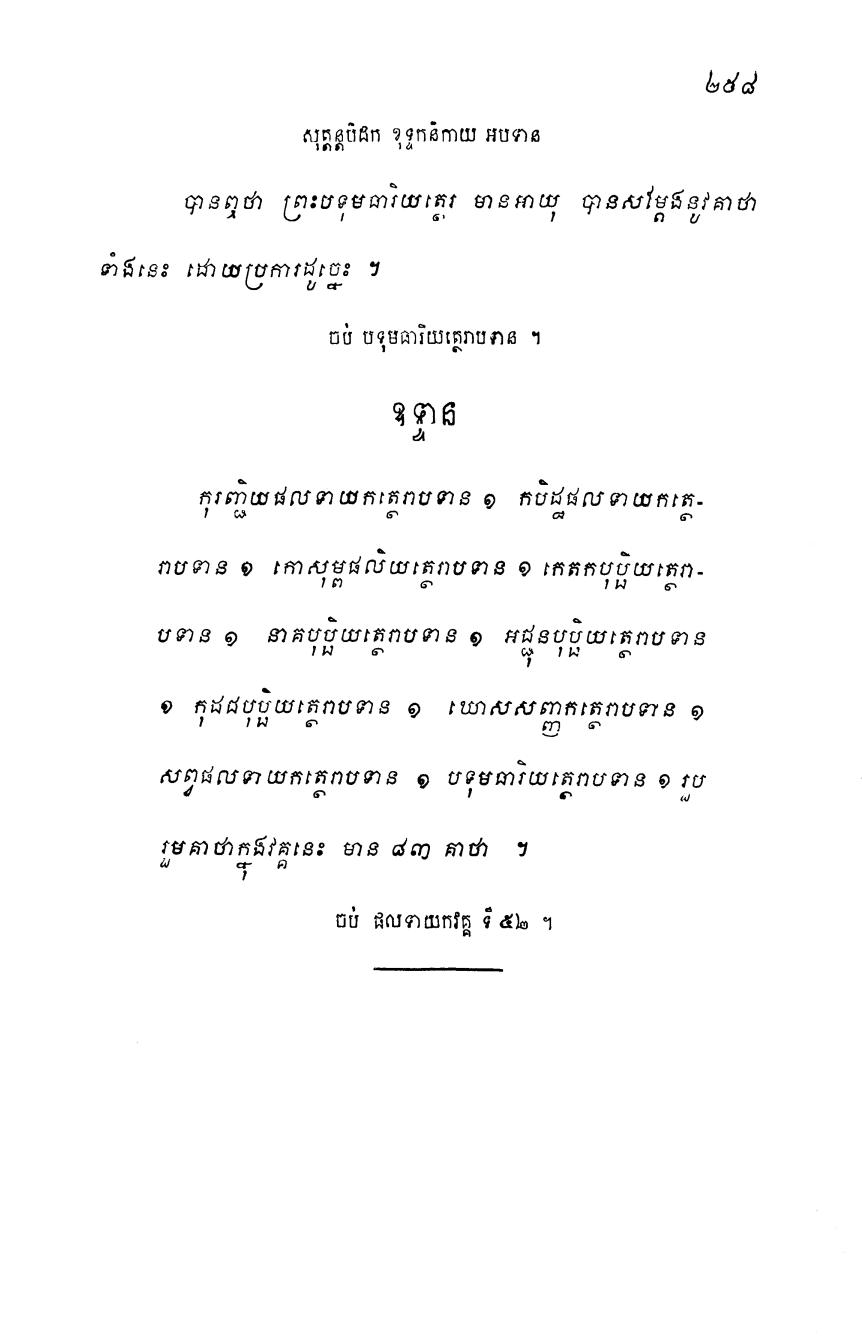 ២៩៨
សុត្តន្តបិដក ខុទ្ទកនិកាយ អបទាន
បានឮថា ព្រះបទុមធារិយត្ថេរ មានអាយុ បានសម្តែងនូវគាថា
ទាំងនេះ ដោយប្រការដូច្នេះ ។
ចប់ បទុមធារិយត្ថេរាបទាន ។
ឧទ្ទាន
កុរញ្ជិយផលទាយកត្ថេរាបទាន ១ កបិដ្ឋផលទាយកត្ថេ-
រាបទាន ១ កោសុម្ពផលិយត្ថេរាបទាន ១ កេតកបុប្ផិយត្ថេរា-
បទាន ១ នាគបុប្ផិយត្ថេរាបទាន ១ អជ្ជុនបុប្ផិយត្ថេរាបទាន
១ កុដជបុប្ផិយត្ថេរាបទាន ១ ឃោសសញ្ញកត្ថេរាបទាន ១
សព្វផលទាយកត្ថេរាបទាន ១ បទុមធារិយត្ថេរាបទាន ១ រួប
រួមគាថាក្នុងវគ្គនេះ មាន ៨៣ គាថា ។
ចប់ ផលទាយកវគ្គ ទី ៥២ ។